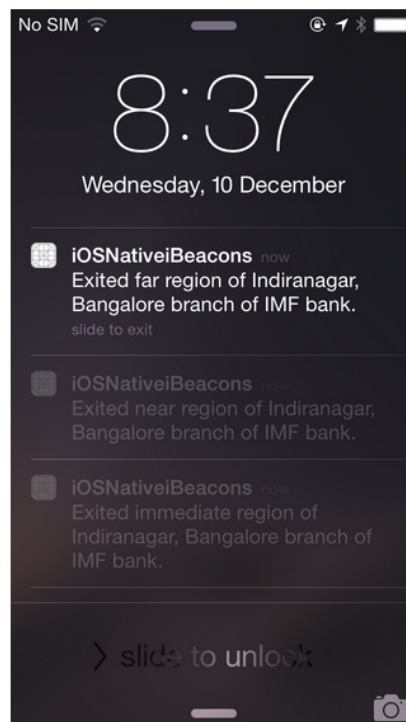 No SIM
8:37
Wednesday, 10 December
iOSNativeiBeacons now
Exited far region of Indiranagar,
Bangalore branch of IMF bank.
slide to exit
iOSNativeiBeacons now
Exited near region of Indiranagar,
Bangalore branch of IMF bank.
iOSNativeiBeacons now
Exited immediate region of
Indiranagar, Bangalore branch of
IMF bank.
> slide to unlock